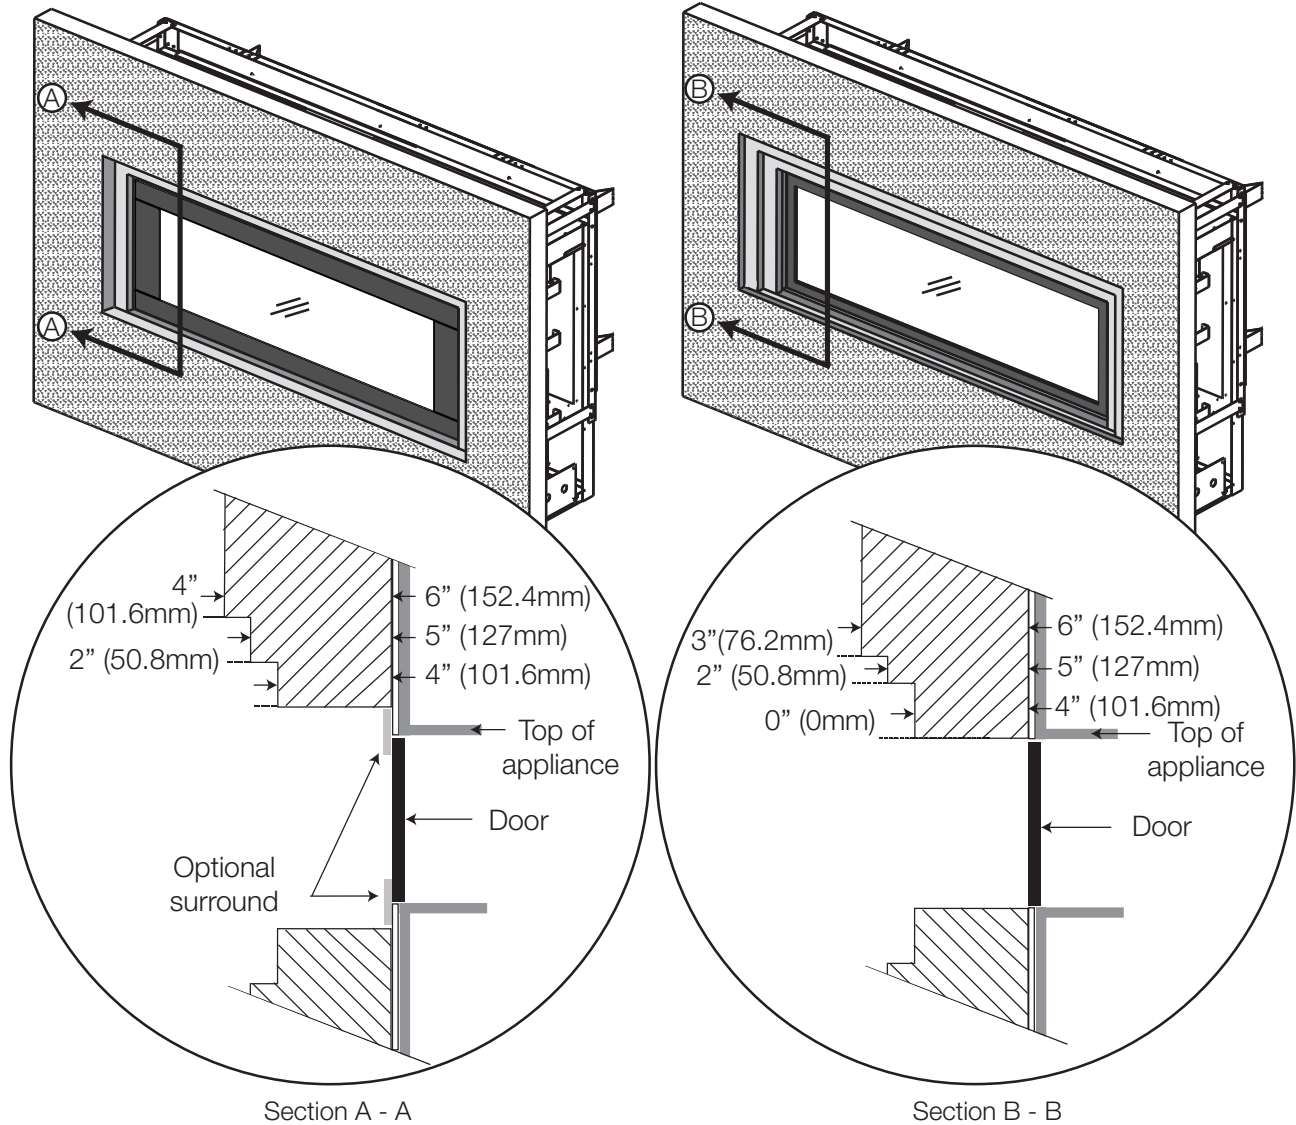 A
A
B
B
4”
(101.6mm)
2” (50.8mm)
6” (152.4mm)
5” (127mm)
4” (101.6mm)
Top of
appliance
Door
Optional
surround
Section A - A
3”(76.2mm)
2” (50.8mm)
0” (0mm)
6” (152.4mm)
5” (127mm)
4” (101.6mm)
Top of
appliance
Door
Section B - B